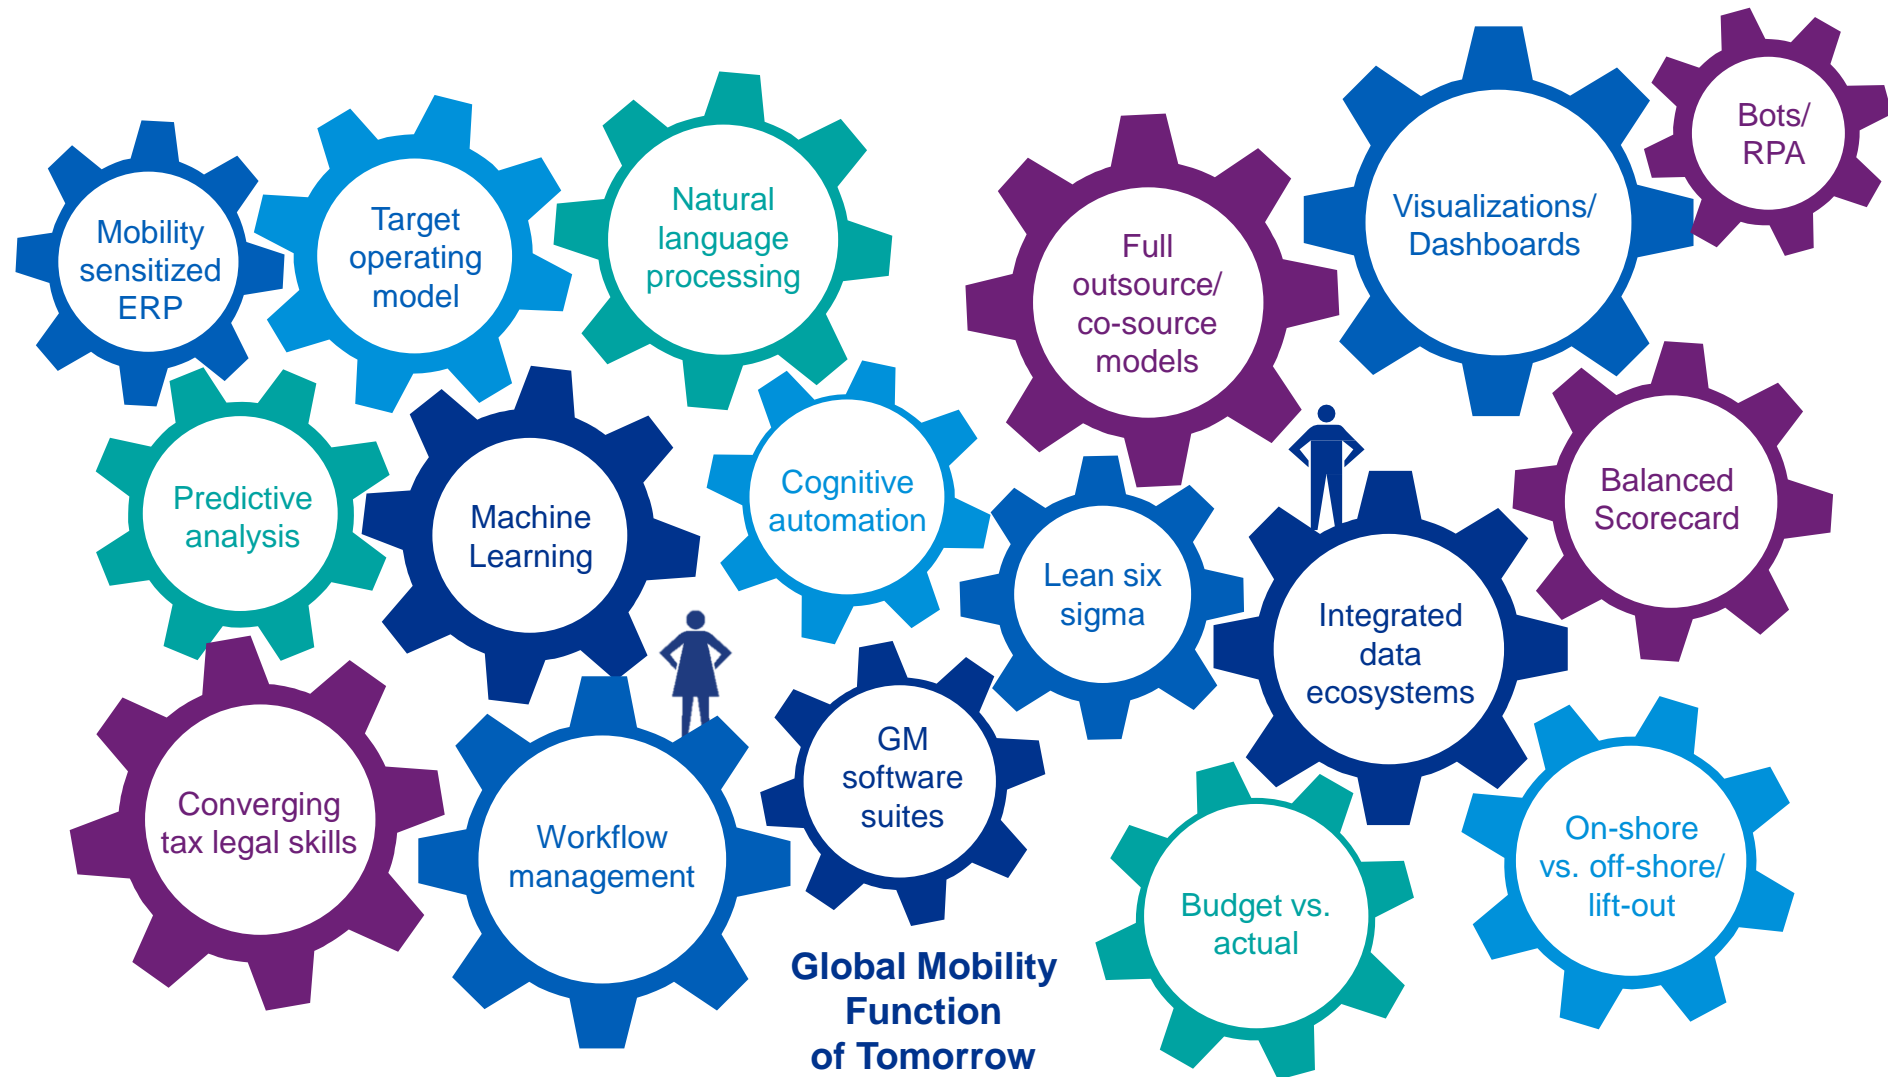 Mobility
sensitized
ERP
Target
operating
model
Natural
language
processing
Full
outsource/
co-source
models
Visualizations/
Dashboards
Bots/
RPA
Predictive
analysis
Machine
Learning
Cognitive
automation
Lean six
sigma
Integrated
data
ecosystems
Balanced
Scorecard
Converging
tax legal skills
Workflow
management
GM
software
suites
Budget vs.
actual
On-shore
vs. off-shore/
lift-out
Global Mobility
Function
of Tomorrow